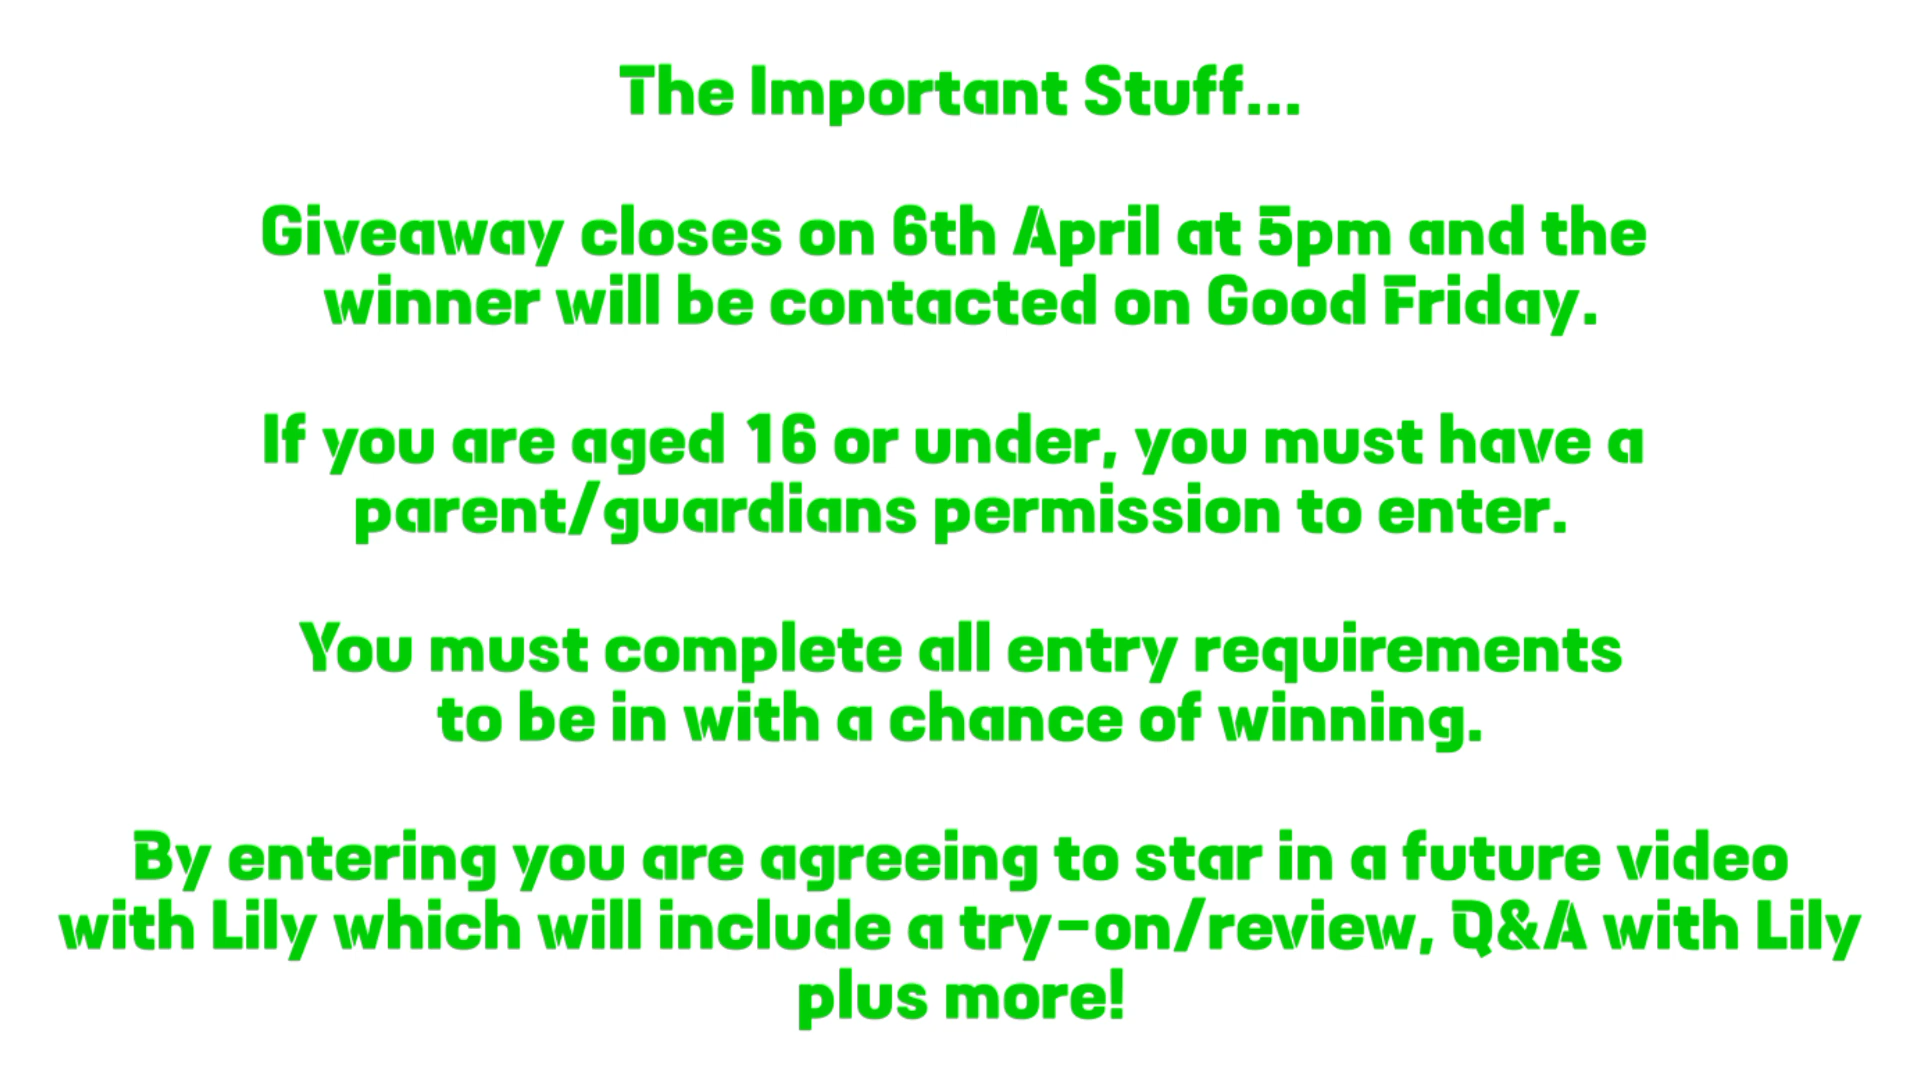 The Important Stuff...
Giveaway closes on 6th April at 5pm and the
winner will be contacted on Good Friday.
If you are aged 16 or under, you must have a
parent/guardians permission to enter.
You must complete all entry requirements
to be in with a chance of winning.
By entering you are agreeing to star in a future video
with Lily which will include a try-on/review, Q&A with Lily
plus more!